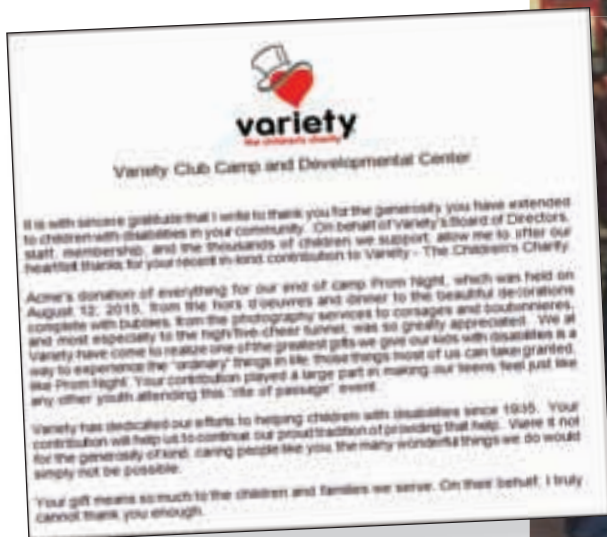 variety
the children's charity
Variety Club Camp and Developmental Center
It is with sincere gratitude that I write to thank you for the generosity you have extended
to children with disabilities in your community. On behalf of Variety's Board of Directors,
staff, membership, and the thousands of children we support, allow me to offer our
heartfelt thanks for your recent in-kind contribution to Variety - The Children's Charity.
Acme's donation of everything for our end of camp Prom Night, which was held on
August 12, 2015, from the hors d'oeuvres and dinner to the beautiful decorations
complete with bubbles, from the photography services to corsages and boutonnieres,
and most especially to the high-five-cheer tunnel, was so greatly appreciated. We at
Variety have come to realize one of the greatest gifts we give our kids with disabilities is a
way to experience the "ordinary" things in life, those things most of us can take granted,
like Prom Night. Your contribution played a large part in making our teens feel just like
any other youth attending this "rite of passage" event.
Variety has dedicated our efforts to helping children with disabilities since 1935. Your
contribution will help us to continue our proud tradition of providing that help. Were it not
for the generosity of kind, caring people like you, the many wonderful things we do would
simply not be possible.
Your gift means so much to the children and families we serve. On their behalf, I truly
cannot thank you enough.